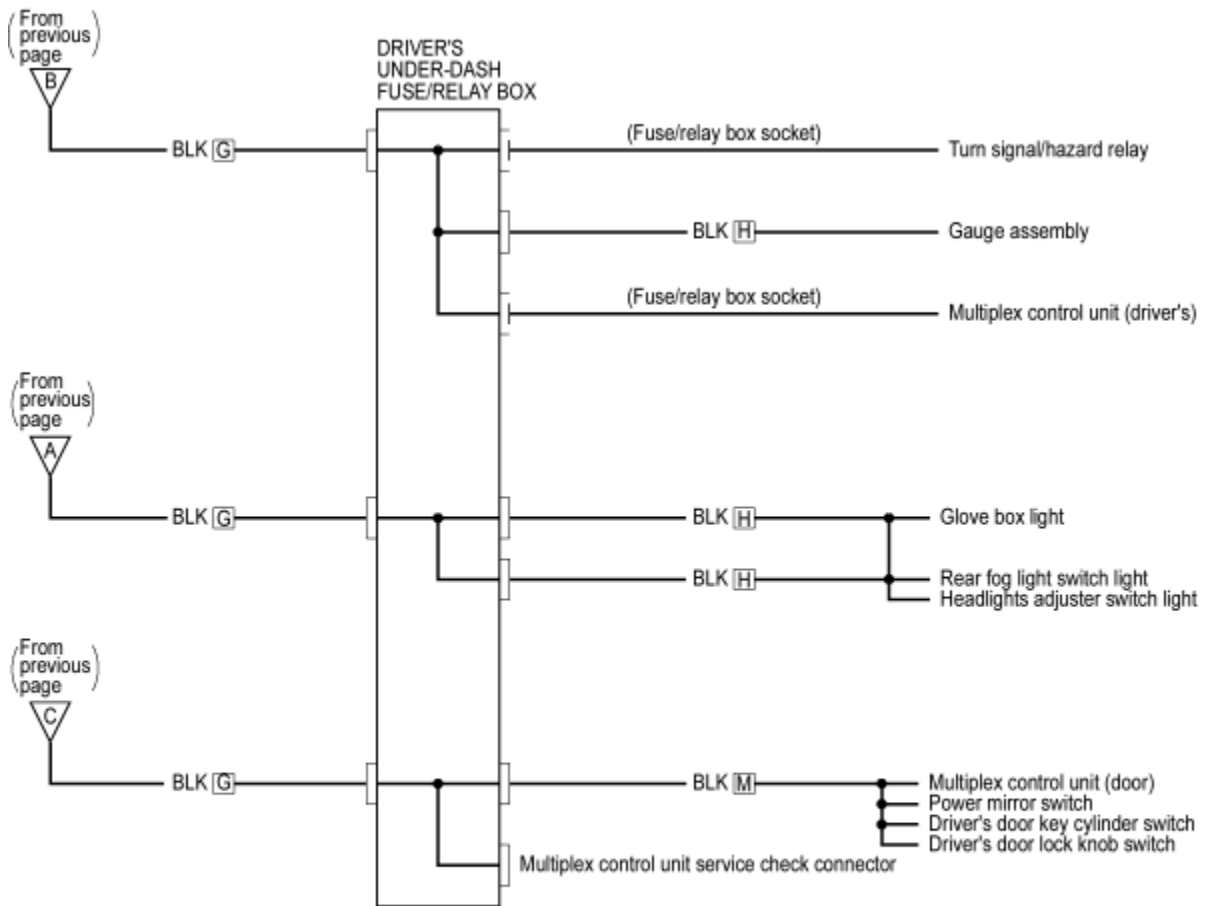 (From
previous
page)
B
DRIVER'S
UNDER-DASH
FUSE/RELAY BOX
BLK G
(Fuse/relay box socket)
Turn signal/hazard relay
BLK H
Gauge assembly
(Fuse/relay box socket)
Multiplex control unit (driver's)
(From
previous
page)
A
BLK G
BLK H
Glove box light
BLK H
Rear fog light switch light
Headlights adjuster switch light
(From
previous
page)
C
BLK G
BLK M
Multiplex control unit (door)
Power mirror switch
Driver's door key cylinder switch
Driver's door lock knob switch
Multiplex control unit service check connector